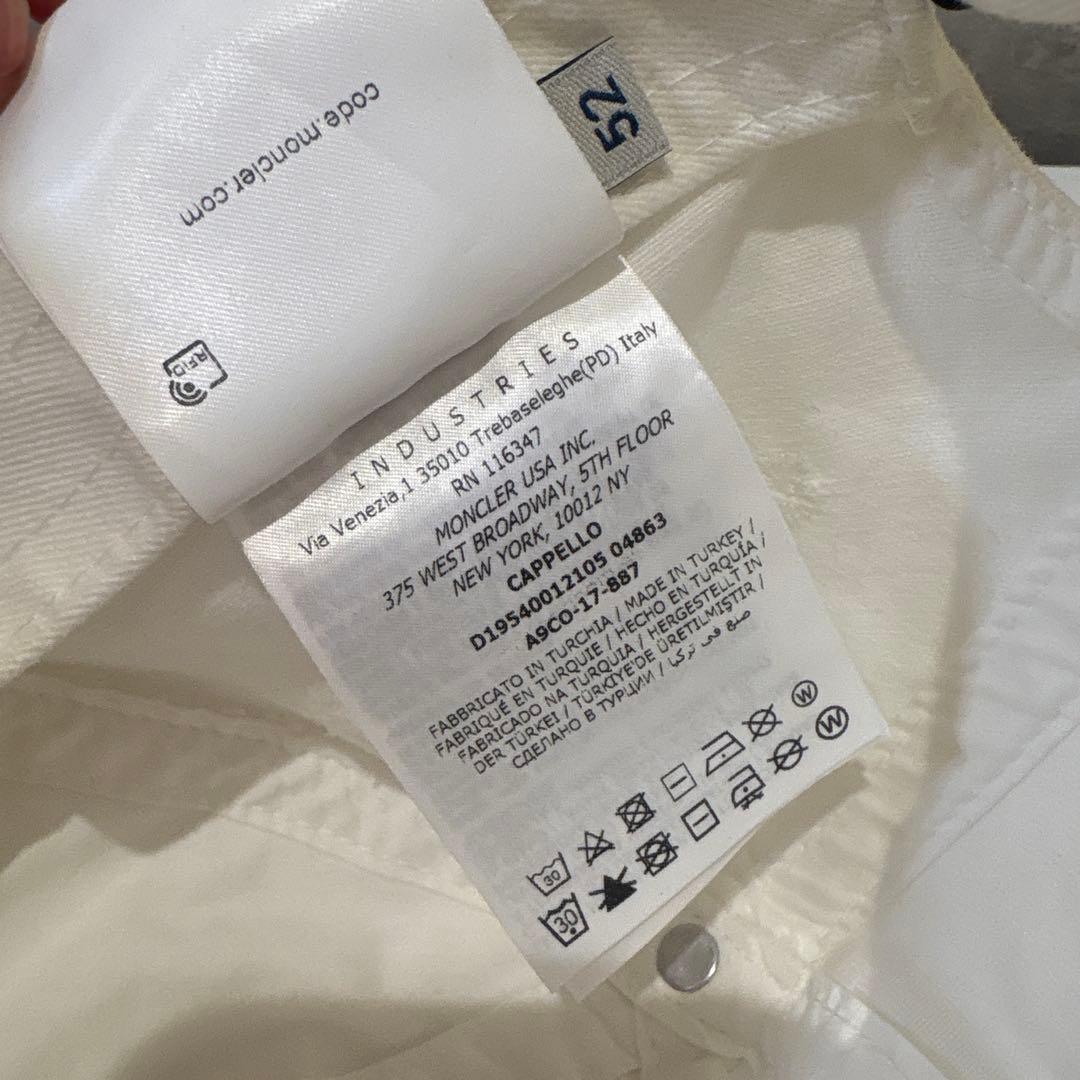 code.moncler.com
RFID
52
INDUSTRIES
Via Venezia,1 35010 Trebaseleghe(PD) Italy
RN 116347
MONCLER USA INC.
375 WEST BROADWAY, 5TH FLOOR
NEW YORK, 10012 NY
CAPPELLO
D19540012105 04863
A9CO-17-887
FABBRICATO IN TURCHIA / MADE IN TURKEY /
FABRIQUÉ EN TURQUIE / HECHO EN TURQUÍA /
FABRICADO NA TURQUIA / HERGESTELLT IN
DER TÜRKEI / TÜRKİYE'DE ÜRETİLMİŞTİR /
СДЕЛАНО В ТУРЦИИ / صنع في تركيا
30 W
30 W